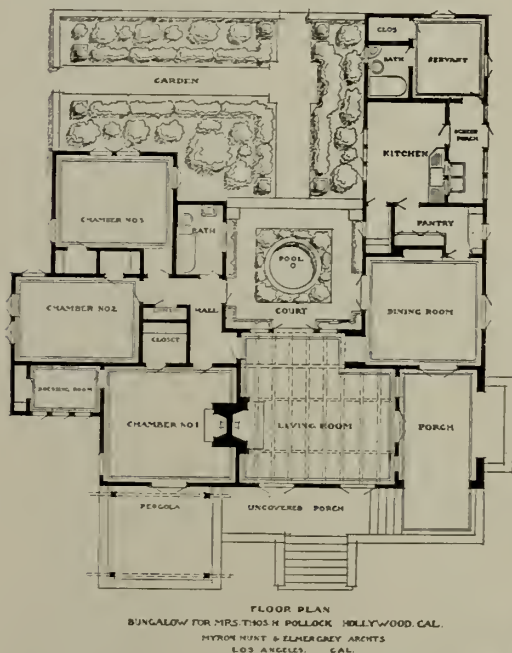 CLOS
BATH
SERVANT
GARDEN
KITCHEN
SCREEN
PORCH
PANTRY
CHAMBER NO 3
BATH
POOL
COURT
CHAMBER NO 2
HALL
DINING ROOM
CLOSET
DRESSING ROOM
CHAMBER NO 1
LIVING ROOM
PORCH
PERGOLA
UNCOVERED PORCH
FLOOR PLAN
BUNGALOW FOR MRS. THOS. H POLLOCK HOLLYWOOD. CAL.
MYRON HUNT & ELMER GREY ARCHTS
LOS ANGELES. CAL.